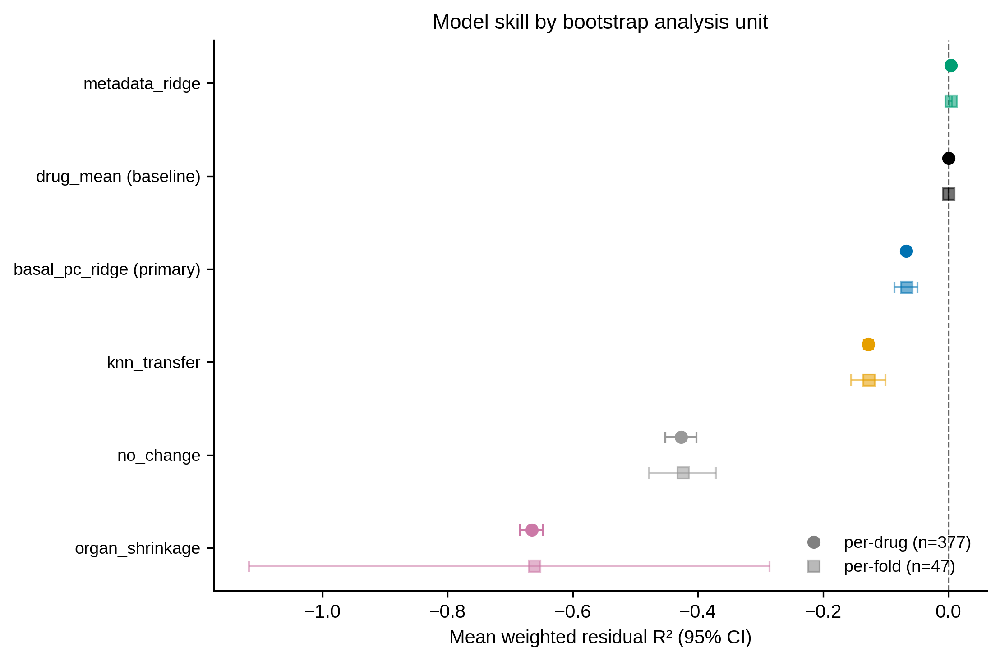 Model skill by bootstrap analysis unit
metadata_ridge
drug_mean (baseline)
basal_pc_ridge (primary)
knn_transfer
no_change
organ_shrinkage
per-drug (n=377)
per-fold (n=47)
−1.0 −0.8 −0.6 −0.4 −0.2 0.0
Mean weighted residual R² (95% CI)